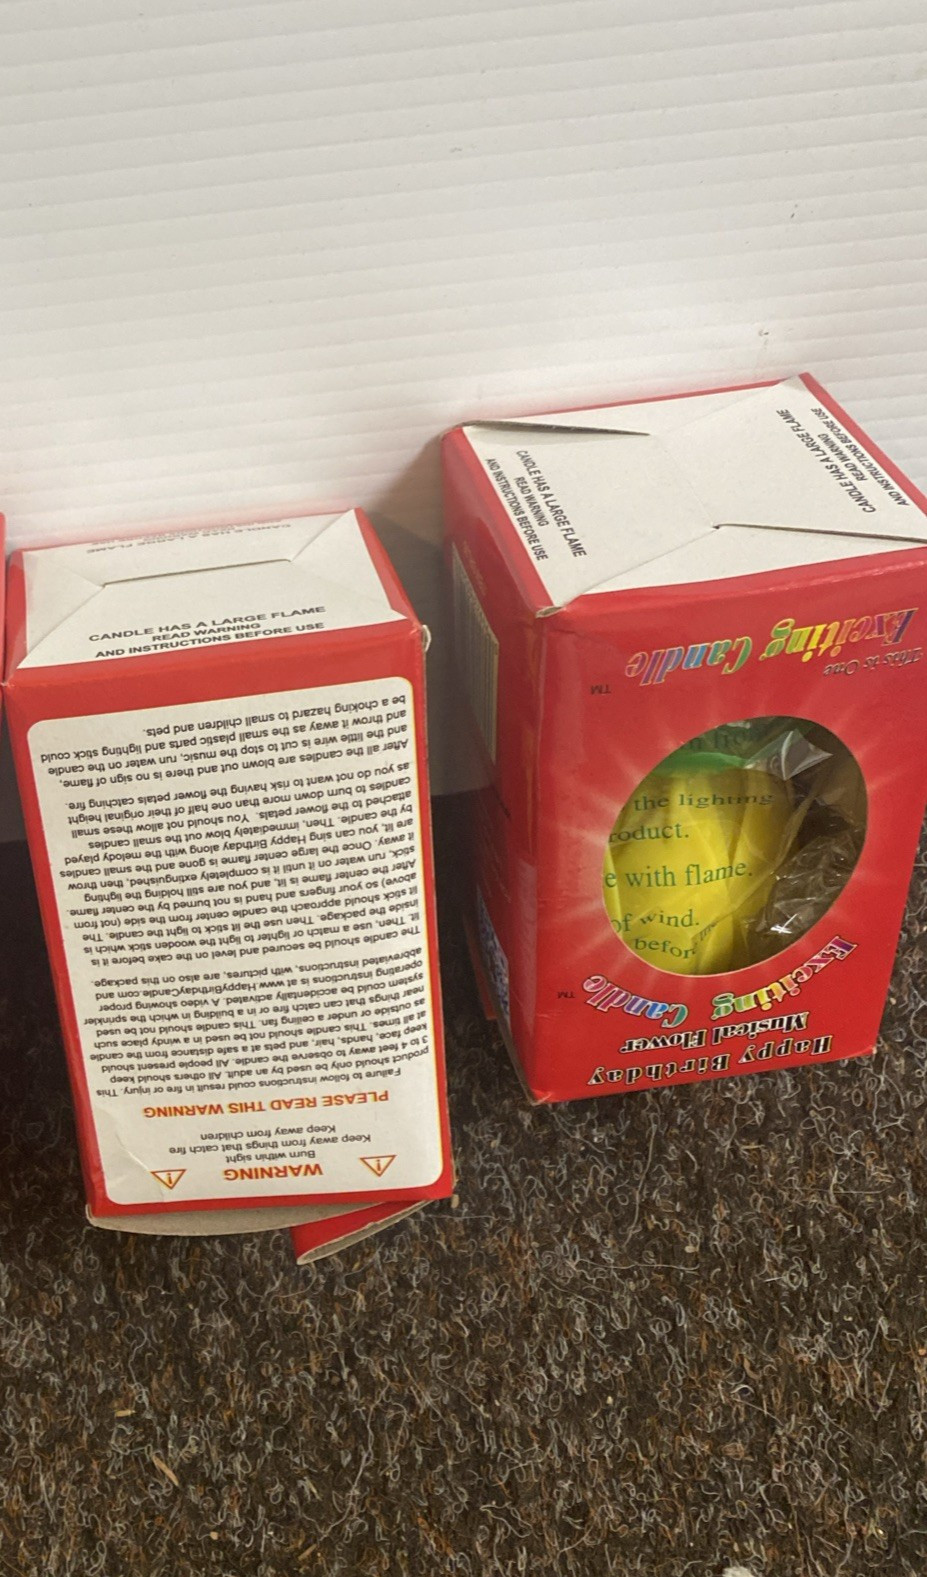 CANDLE HAS A LARGE FLAME
READ WARNING
AND INSTRUCTIONS BEFORE USE
WARNING
Burn within sight
Keep away from things that catch fire
Keep away from children
PLEASE READ THIS WARNING
Failure to follow instructions could result in fire or injury. This
product should only be used by an adult. All others should keep
3 to 4 feet away to observe the candle. All people present should
keep face, hands, hair, and pets at a safe distance from the candle
at all times. This candle should not be used in a windy place such
as outside or under a ceiling fan. This candle should not be used
near things that can catch fire or in a building in which the sprinkler
system could be accidentally activated. A video showing proper
operating instructions is at www.HappyBirthdayCandle.com and
abbreviated instructions, with pictures, are also on this package.
The candle should be secured and level on the cake before it is
lit. Then, use a match or lighter to light the wooden stick which is
inside the package. Then use the lit stick to light the candle. The
lit stick should approach the candle center from the side (not from
above) so your fingers and hand is not burned by the center flame.
After the center flame is lit, and you are still holding the lighting
stick, run water on it until it is completely extinguished, then throw
it away. Once the large center flame is gone and the small candles
are lit, you can sing Happy Birthday along with the melody played
by the candle. Then, immediately blow out the small candles
attached to the flower petals. You should not allow these small
candles to burn down more than one half of their original height
as you do not want to risk having the flower petals catching fire.
After all the candles are blown out and there is no sign of flame,
and the little wire is cut to stop the music, run water on the candle
and throw it away as the small plastic parts and lighting stick could
be a choking hazard to small children and pets.
CANDLE HAS A LARGE FLAME
READ WARNING
AND INSTRUCTIONS BEFORE USE
CANDLE HAS A LARGE FLAME
READ WARNING
AND INSTRUCTIONS BEFORE USE
Happy Birthday
Musical Flower
Exciting Candle™
the lighting
roduct.
e with flame.
of wind.
befor
This is One
Exciting Candle™